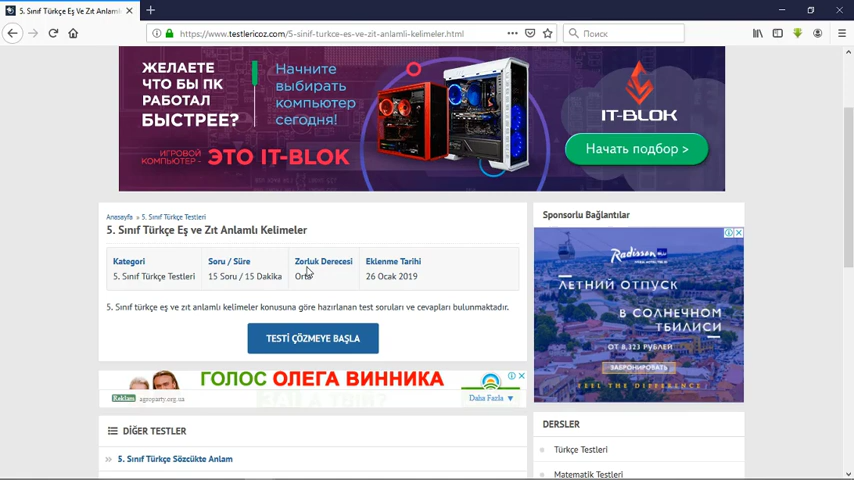 5. Sınıf Türkçe Eş ve Zıt Anlaml
https://www.testlericoz.com/5-sinif-turkce-es-ve-zit-anlamli-kelimeler.html
Поиск
ЖЕЛАЕТЕ
ЧТО БЫ ПК
РАБОТАЛ
БЫСТРЕЕ?
Начните
выбирать
компьютер
сегодня!
ИГРОВОЙ
КОМПЬЮТЕР -
ЭТО IT-BLOK
IT-BLOK
Начать подбор >
Anasayfa » 5. Sınıf Türkçe Testleri
5. Sınıf Türkçe Eş ve Zıt Anlamlı Kelimeler
Kategori Soru / Süre Zorluk Derecesi Eklenme Tarihi
5. Sınıf Türkçe Testleri 15 Soru / 15 Dakika Orta 26 Ocak 2019
5. Sınıf türkçe eş ve zıt anlamlı kelimeler konusuna göre hazırlanan test soruları ve cevapları bulunmaktadır.
TESTİ ÇÖZMEYE BAŞLA
ГОЛОС ОЛЕГА ВИННИКА
Reklam agroparty.org.ua
Daha Fazla
DİĞER TESTLER
5. Sınıf Türkçe Sözcükte Anlam
Sponsorlu Bağlantılar
Radisson
ЛЕТНИЙ ОТПУСК
В СОЛНЕЧНОМ
ТБИЛИСИ
ОТ 8,323 РУБЛЕЙ
ЗАБРОНИРОВАТЬ
FEEL THE DIFFERENCE!
DERSLER
Türkçe Testleri
Matematik Testleri